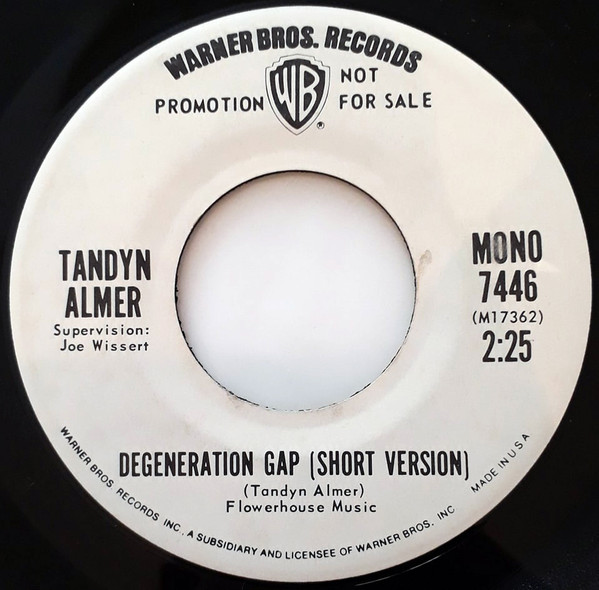 WARNER BROS. RECORDS
WB
®
PROMOTION NOT FOR SALE
TANDYN
ALMER
Supervision:
Joe Wissert
MONO
7446
(M17362)
2:25
DEGENERATION GAP (SHORT VERSION)
(Tandyn Almer)
Flowerhouse Music
WARNER BROS. RECORDS INC., A SUBSIDIARY AND LICENSEE OF WARNER BROS. INC
MADE IN U S A